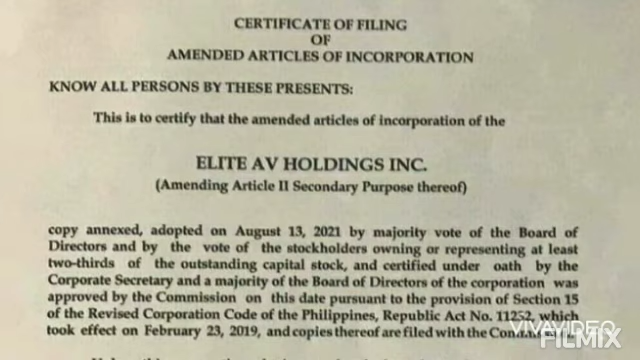 CERTIFICATE OF FILING
OF
AMENDED ARTICLES OF INCORPORATION
KNOW ALL PERSONS BY THESE PRESENTS:
This is to certify that the amended articles of incorporation of the
ELITE AV HOLDINGS INC.
(Amending Article II Secondary Purpose thereof)
copy annexed, adopted on August 13, 2021 by majority vote of the Board of
Directors and by the vote of the stockholders owning or representing at least
two-thirds of the outstanding capital stock, and certified under oath by the
Corporate Secretary and a majority of the Board of Directors of the corporation was
approved by the Commission on this date pursuant to the provision of Section 15
of the Revised Corporation Code of the Philippines, Republic Act No. 11252, which
took effect on February 23, 2019, and copies thereof are filed with the
VIVAVIDEO
FILMIX